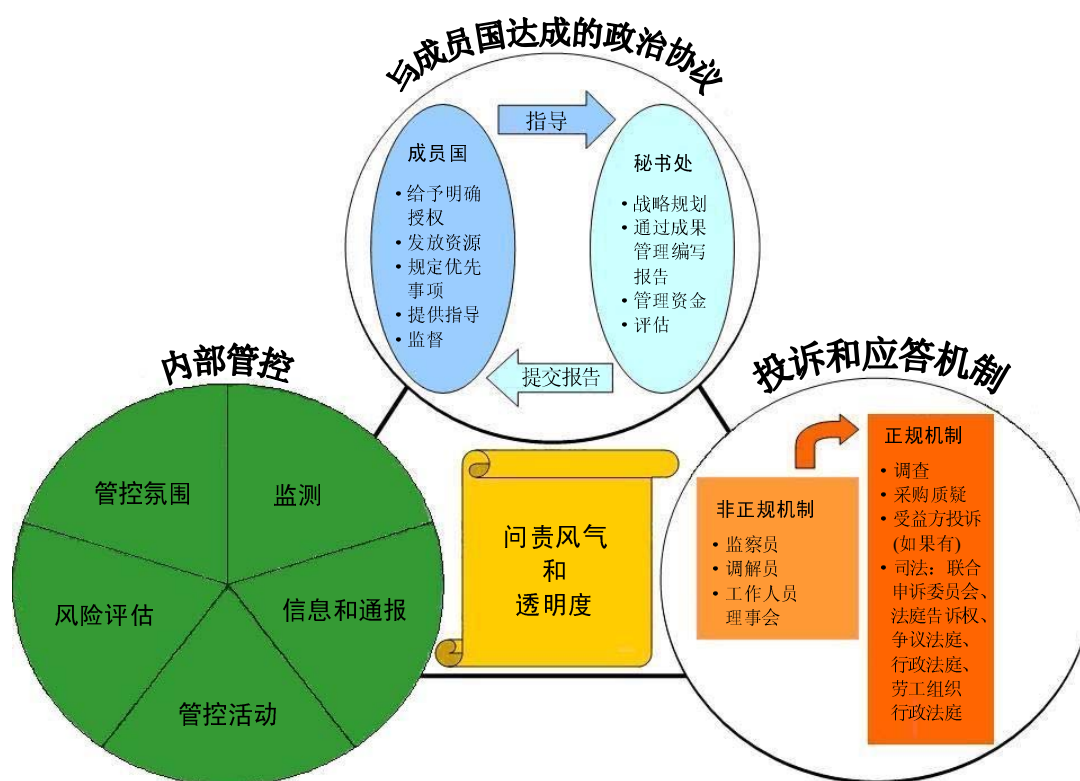 与成员国达成的政治协议
指导
成员国
• 给予明确
授权
• 发放资源
• 规定优先
事项
• 提供指导
• 监督
秘书处
• 战略规划
• 通过成果
管理编写
报告
• 管理资金
• 评估
提交报告
内部管控
管控氛围
监测
风险评估
信息和通报
管控活动
问责风气
和
透明度
投诉和应答机制
非正规机制
• 监察员
• 调解员
• 工作人员
理事会
正规机制
• 调查
• 采购质疑
• 受益方投诉
(如果有)
• 司法：联合
申诉委员会、
法庭告诉权、
争议法庭、
行政法庭、
劳工组织
行政法庭